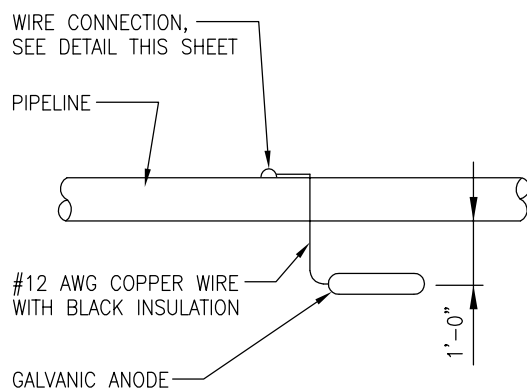 WIRE CONNECTION,
SEE DETAIL THIS SHEET
PIPELINE
#12 AWG COPPER WIRE
WITH BLACK INSULATION
1'-0"
GALVANIC ANODE